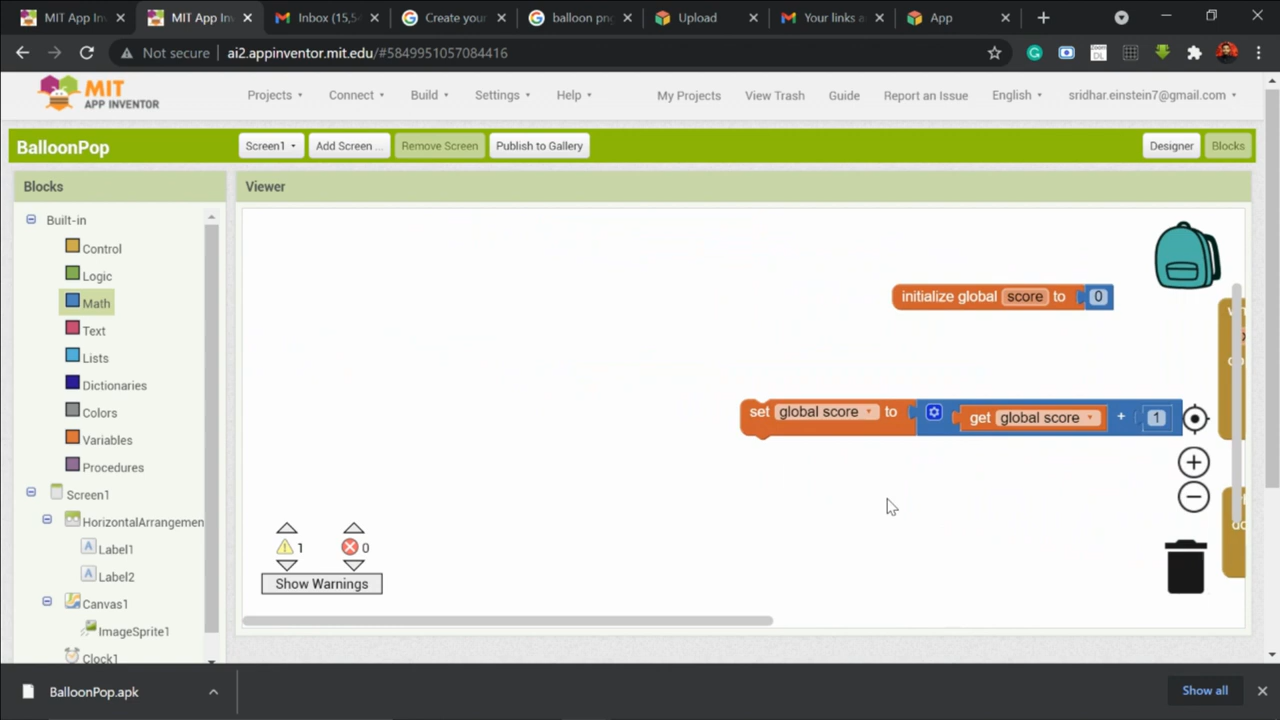 MIT App Inv
MIT App Inv
Inbox (15,5
Create your
balloon png
Upload
Your links a
App
Not secure
ai2.appinventor.mit.edu/#5849951057084416
MIT
APP INVENTOR
Projects
Connect
Build
Settings
Help
My Projects
View Trash
Guide
Report an Issue
English
sridhar.einstein7@gmail.com
BalloonPop
Screen1
Add Screen ...
Remove Screen
Publish to Gallery
Designer
Blocks
Blocks
Viewer
Built-in
Control
Logic
Math
Text
Lists
Dictionaries
Colors
Variables
Procedures
Screen1
HorizontalArrangemen
Label1
Label2
Canvas1
ImageSprite1
Clock1
initialize global score to 0
set global score to get global score + 1
1
0
Show Warnings
BalloonPop.apk
Show all